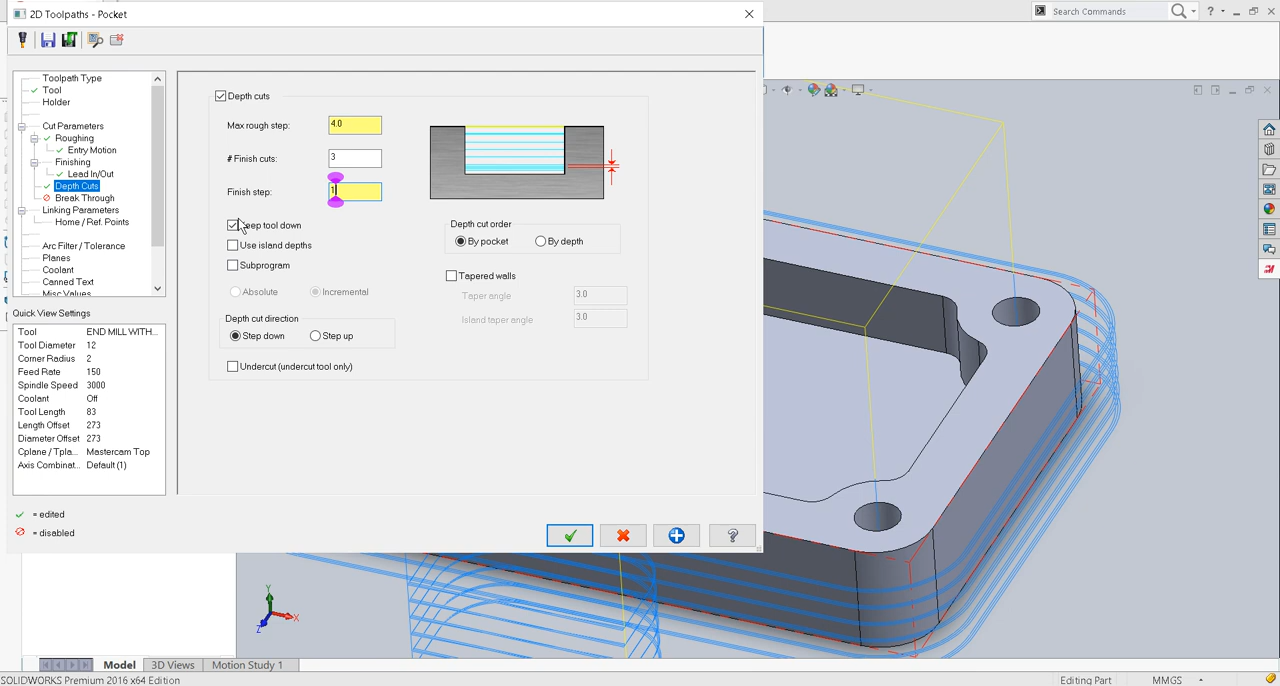 2D Toolpaths - Pocket
Search Commands
Toolpath Type
Tool
Holder
Cut Parameters
Roughing
Entry Motion
Finishing
Lead In/Out
Depth Cuts
Break Through
Linking Parameters
Home / Ref. Points
Arc Filter / Tolerance
Planes
Coolant
Canned Text
Misc Values
Quick View Settings
Tool END MILL WITH...
Tool Diameter 12
Corner Radius 2
Feed Rate 150
Spindle Speed 3000
Coolant Off
Tool Length 83
Length Offset 273
Diameter Offset 273
Cplane / Tpla... Mastercam Top
Axis Combinat... Default (1)
= edited
= disabled
Depth cuts
Max rough step: 4.0
# Finish cuts: 3
Finish step: 1
Keep tool down
Use island depths
Subprogram
Absolute Incremental
Depth cut direction
Step down Step up
Undercut (undercut tool only)
Depth cut order
By pocket By depth
Tapered walls
Taper angle 3.0
Island taper angle 3.0
Y
X
Z
Model 3D Views Motion Study 1
SOLIDWORKS Premium 2016 x64 Edition
Editing Part MMGS